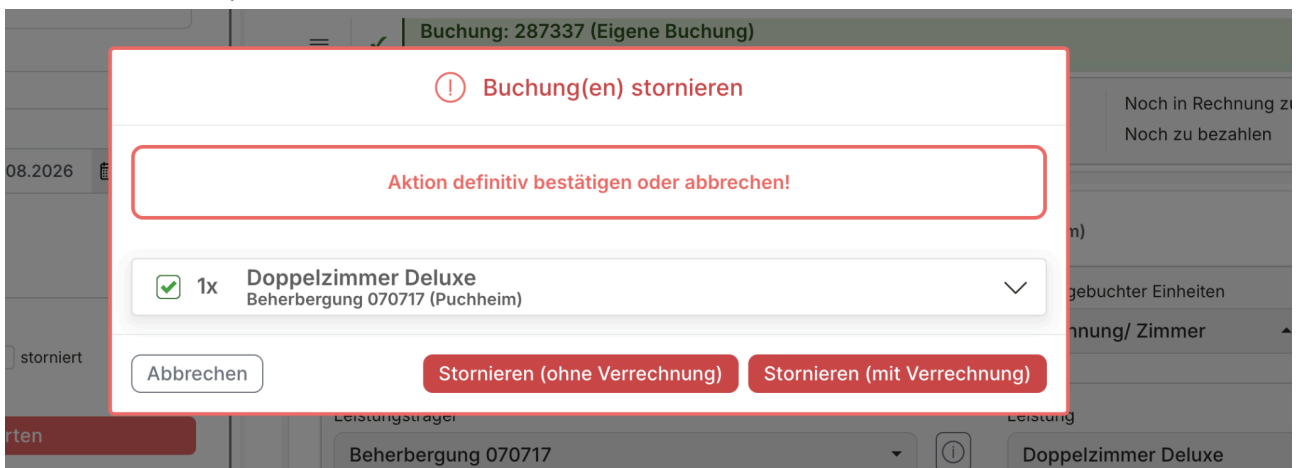 Buchung: 287337 (Eigene Buchung)
Buchung(en) stornieren
Noch in Rechnung
Noch zu bezahlen
08.2026
Aktion definitiv bestätigen oder abbrechen!
1x Doppelzimmer Deluxe
Beherbergung 070717 (Puchheim)
gebuchter Einheiten
/ Zimmer
storniert
Abbrechen
Stornieren (ohne Verrechnung)
Stornieren (mit Verrechnung)
Leistungsträger
Leistung
rten
Beherbergung 070717
Doppelzimmer Deluxe